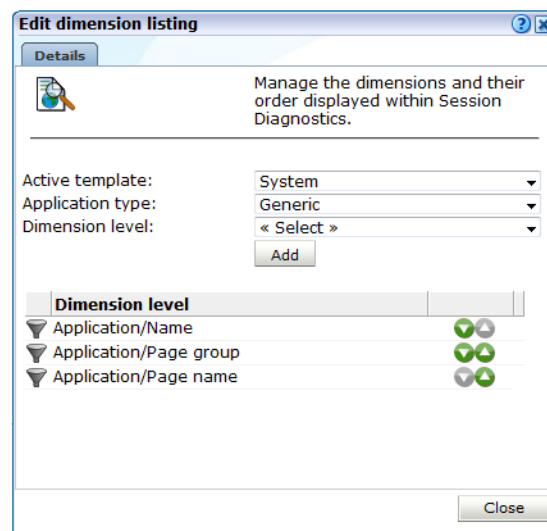 Edit dimension listing
Details
Manage the dimensions and their
order displayed within Session
Diagnostics.
Active template: System
Application type: Generic
Dimension level: « Select »
Add
Dimension level
Application/Name
Application/Page group
Application/Page name
Close